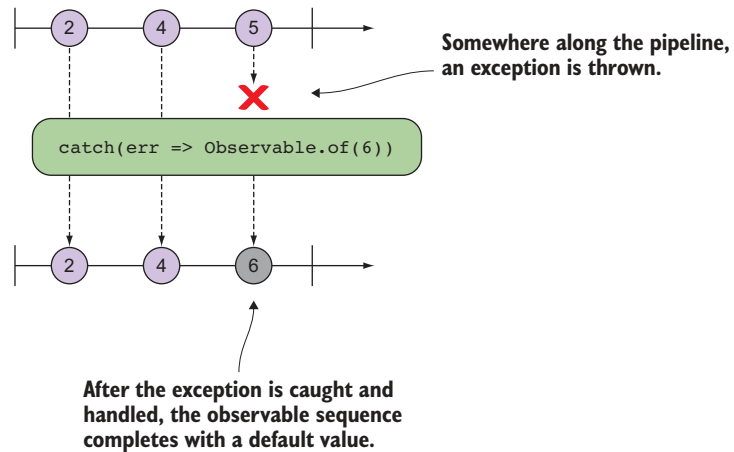 2 4 5
Somewhere along the pipeline,
an exception is thrown.
catch(err => Observable.of(6))
2 4 6
After the exception is caught and
handled, the observable sequence
completes with a default value.